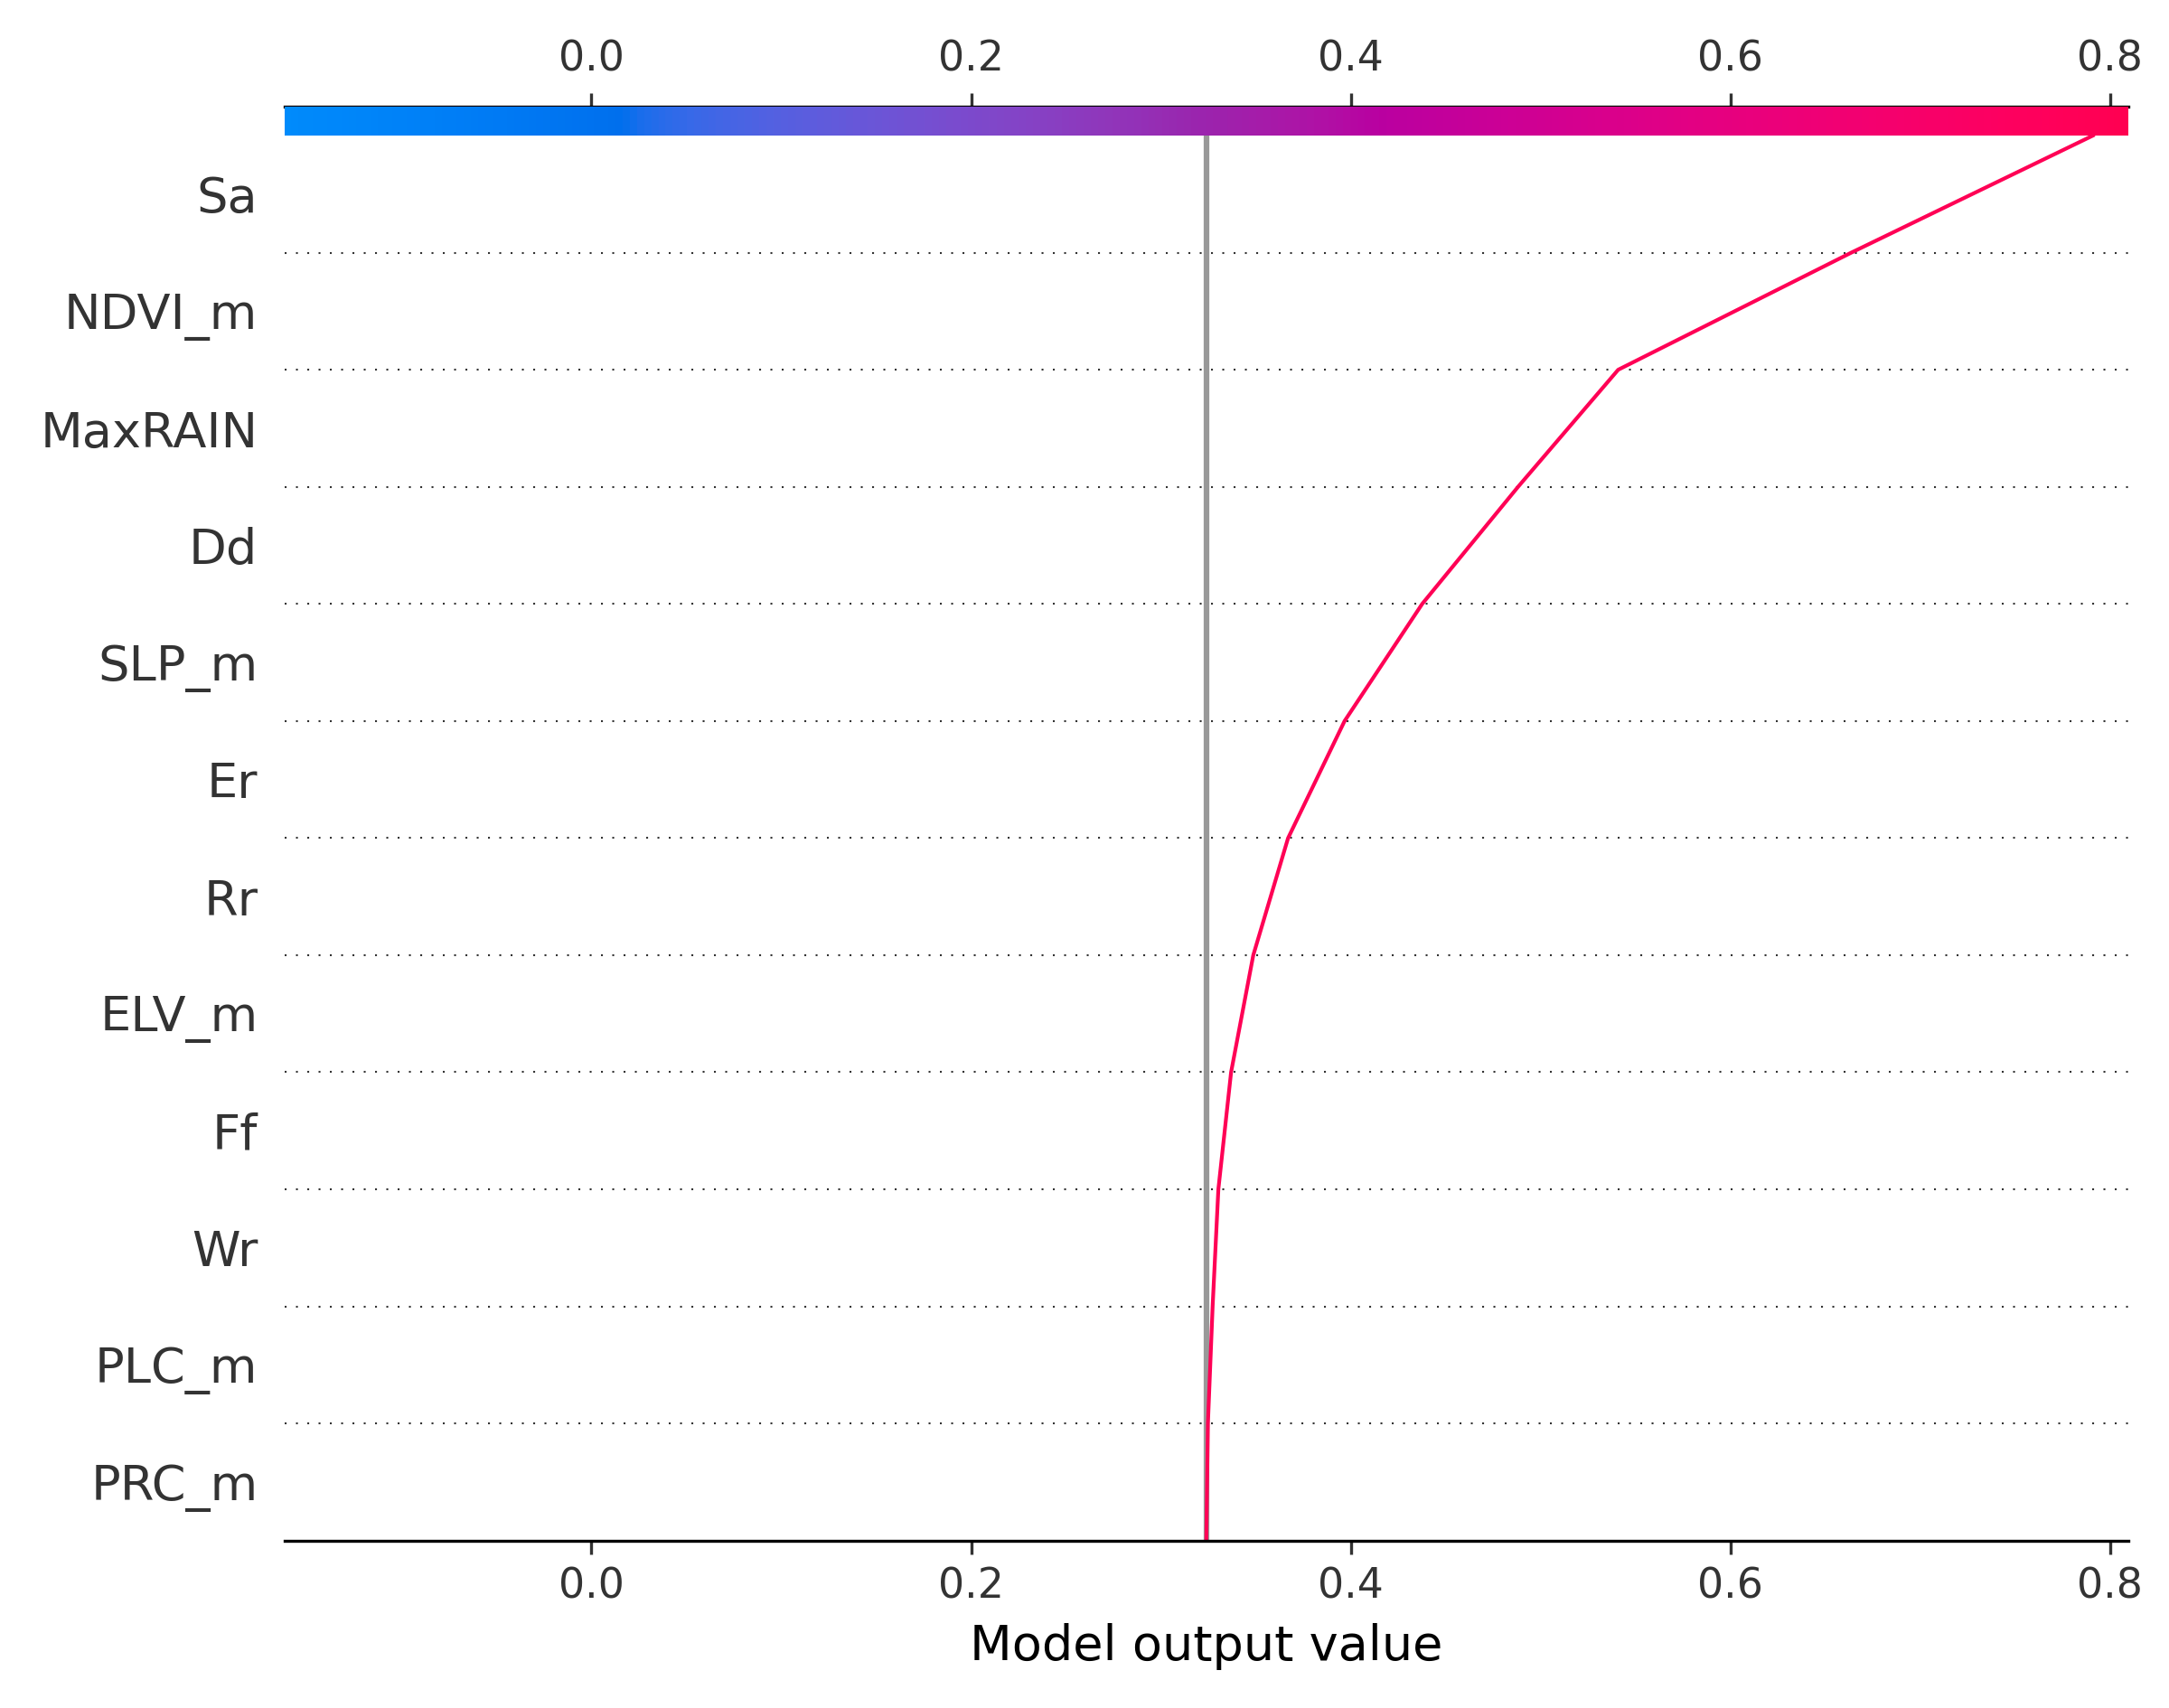 0.0 0.2 0.4 0.6 0.8
Sa
NDVI_m
MaxRAIN
Dd
SLP_m
Er
Rr
ELV_m
Ff
Wr
PLC_m
PRC_m
0.0 0.2 0.4 0.6 0.8
Model output value